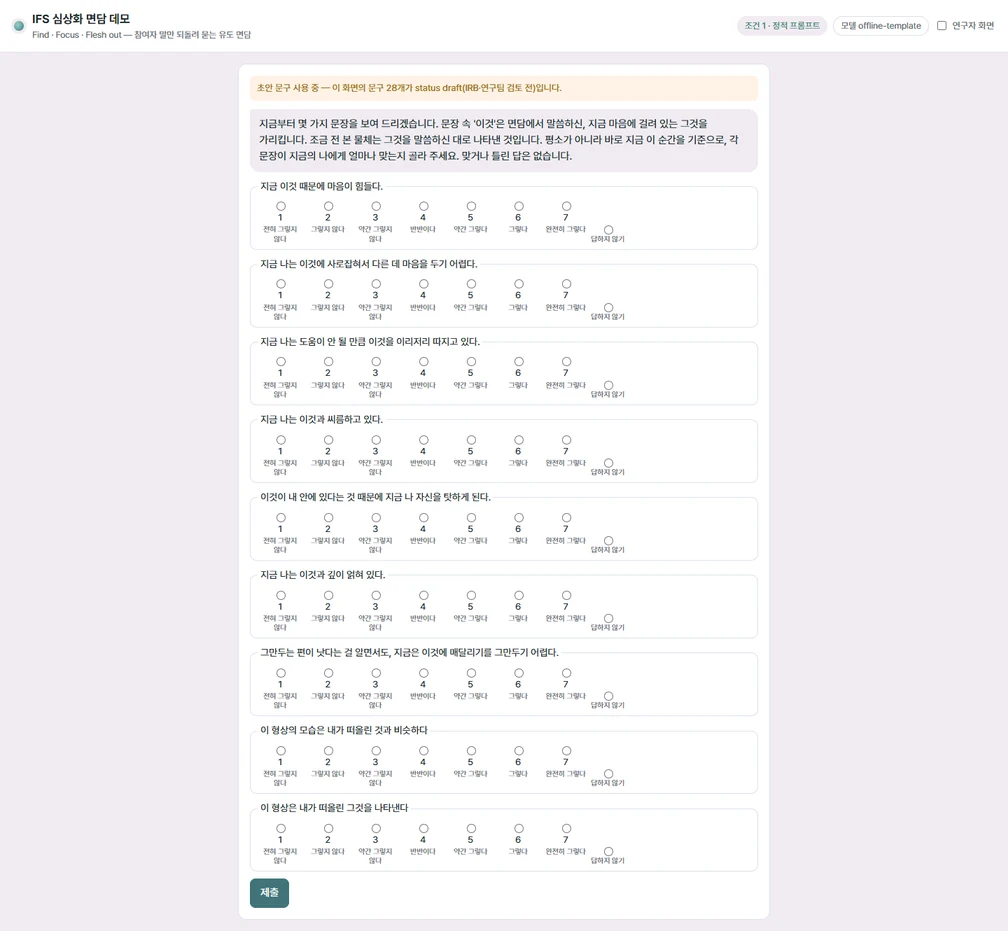 IFS 심상화 면담 데모
Find · Focus · Flesh out — 참여자 말만 되돌려 묻는 유도 면담
조건 1 · 정적 프롬프트
모델 offline-template
연구자 화면
초안 문구 사용 중 — 이 화면의 문구 28개가 status draft(IRB·연구팀 검토 전)입니다.
지금부터 몇 가지 문장을 보여 드리겠습니다. 문장 속 '이것'은 면담에서 말씀하신, 지금 마음에 걸려 있는 그것을
가리킵니다. 조금 전 본 물체는 그것을 말씀하신 대로 나타낸 것입니다. 평소가 아니라 바로 지금 이 순간을 기준으로, 각
문장이 지금의 나에게 얼마나 맞는지 골라 주세요. 맞거나 틀린 답은 없습니다.
지금 이것 때문에 마음이 힘들다.
1 2 3 4 5 6 7
전혀 그렇지 않다 그렇지 않다 약간 그렇지 않다 반반이다 약간 그렇다 그렇다 완전히 그렇다
답하지 않기
지금 나는 이것에 사로잡혀서 다른 데 마음을 두기 어렵다.
1 2 3 4 5 6 7
전혀 그렇지 않다 그렇지 않다 약간 그렇지 않다 반반이다 약간 그렇다 그렇다 완전히 그렇다
답하지 않기
지금 나는 도움이 안 될 만큼 이것을 이리저리 따지고 있다.
1 2 3 4 5 6 7
전혀 그렇지 않다 그렇지 않다 약간 그렇지 않다 반반이다 약간 그렇다 그렇다 완전히 그렇다
답하지 않기
지금 나는 이것과 씨름하고 있다.
1 2 3 4 5 6 7
전혀 그렇지 않다 그렇지 않다 약간 그렇지 않다 반반이다 약간 그렇다 그렇다 완전히 그렇다
답하지 않기
이것이 내 안에 있다는 것 때문에 지금 나 자신을 탓하게 된다.
1 2 3 4 5 6 7
전혀 그렇지 않다 그렇지 않다 약간 그렇지 않다 반반이다 약간 그렇다 그렇다 완전히 그렇다
답하지 않기
지금 나는 이것과 깊이 얽혀 있다.
1 2 3 4 5 6 7
전혀 그렇지 않다 그렇지 않다 약간 그렇지 않다 반반이다 약간 그렇다 그렇다 완전히 그렇다
답하지 않기
그만두는 편이 낫다는 걸 알면서도, 지금은 이것에 매달리기를 그만두기 어렵다.
1 2 3 4 5 6 7
전혀 그렇지 않다 그렇지 않다 약간 그렇지 않다 반반이다 약간 그렇다 그렇다 완전히 그렇다
답하지 않기
이 형상의 모습은 내가 떠올린 것과 비슷하다
1 2 3 4 5 6 7
전혀 그렇지 않다 그렇지 않다 약간 그렇지 않다 반반이다 약간 그렇다 그렇다 완전히 그렇다
답하지 않기
이 형상은 내가 떠올린 그것을 나타낸다
1 2 3 4 5 6 7
전혀 그렇지 않다 그렇지 않다 약간 그렇지 않다 반반이다 약간 그렇다 그렇다 완전히 그렇다
답하지 않기
제출